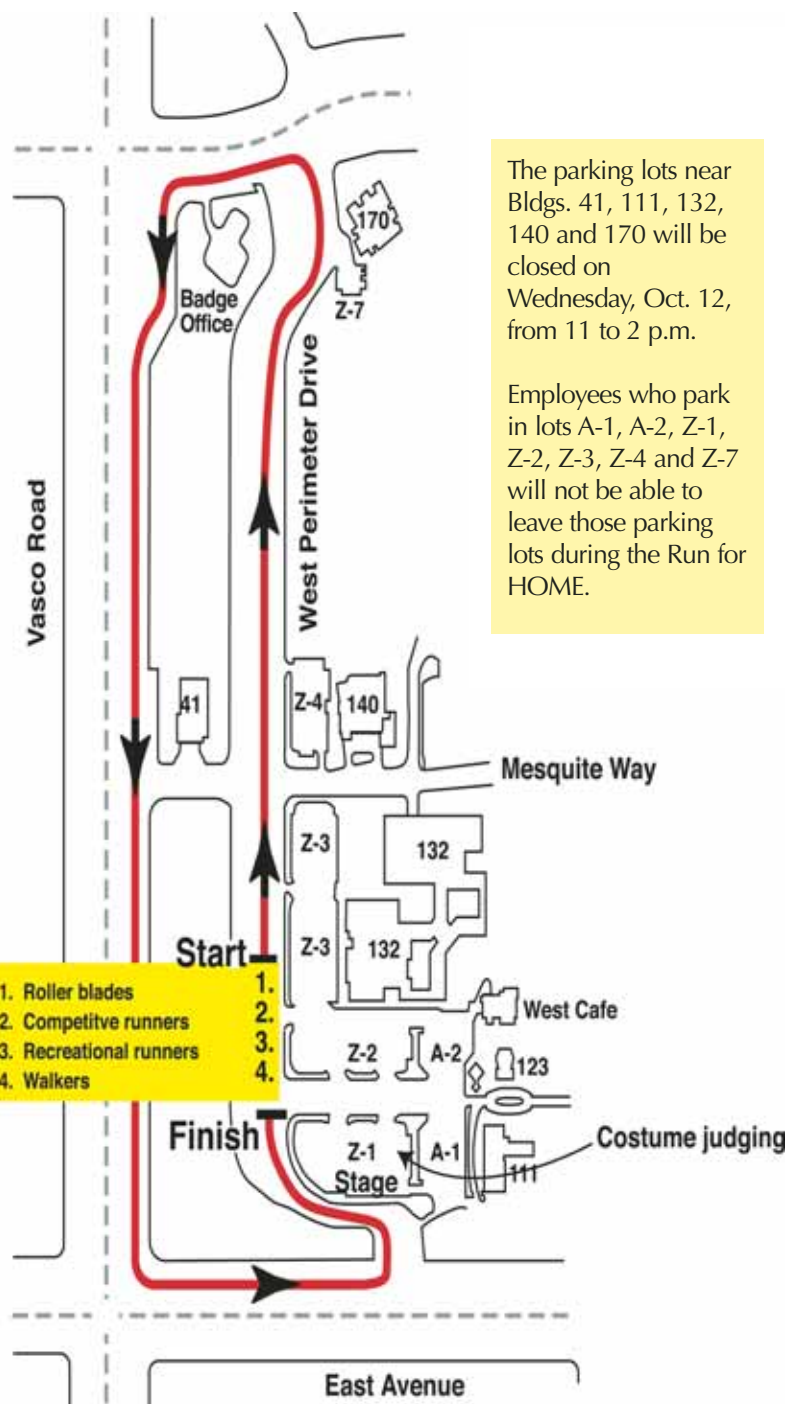 The parking lots near
Bldgs. 41, 111, 132,
140 and 170 will be
closed on
Wednesday, Oct. 12,
from 11 to 2 p.m.
Employees who park
in lots A-1, A-2, Z-1,
Z-2, Z-3, Z-4 and Z-7
will not be able to
leave those parking
lots during the Run for
HOME.
170
Badge
Office
Z-7
West Perimeter Drive
Vasco Road
41
Z-4
140
Mesquite Way
Z-3
132
Start
Z-3
132
1. Roller blades
2. Competitve runners
3. Recreational runners
4. Walkers
1.
2.
3.
4.
West Cafe
Z-2
A-2
123
Finish
Z-1
A-1
Costume judging
Stage
111
East Avenue